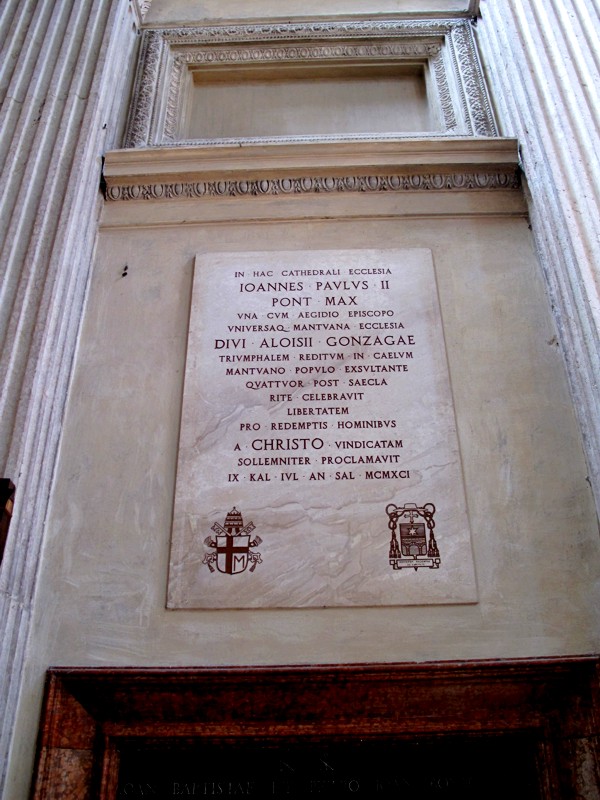 IN · HAC CATHEDRALI ECCLESIA
IOANNES · PAVLVS · II
PONT · MAX
VNA · CVM AEGIDIO EPISCOPO
VNIVERSAQ · MANTVANA · ECCLESIA
DIVI · ALOISII · GONZAGAE
TRIVMPHALEM · REDITVM · IN · CAELVM
MANTVANO · POPVLO · EXSVLTANTE
QVATTVOR · POST · SAECLA
RITE · CELEBRAVIT
LIBERTATEM
PRO · REDEMPTIS · HOMINIBVS
A · CHRISTO · VINDICATAM
SOLLEMNITER · PROCLAMAVIT
IX · KAL · IVL · AN · SAL · MCMXCI
M